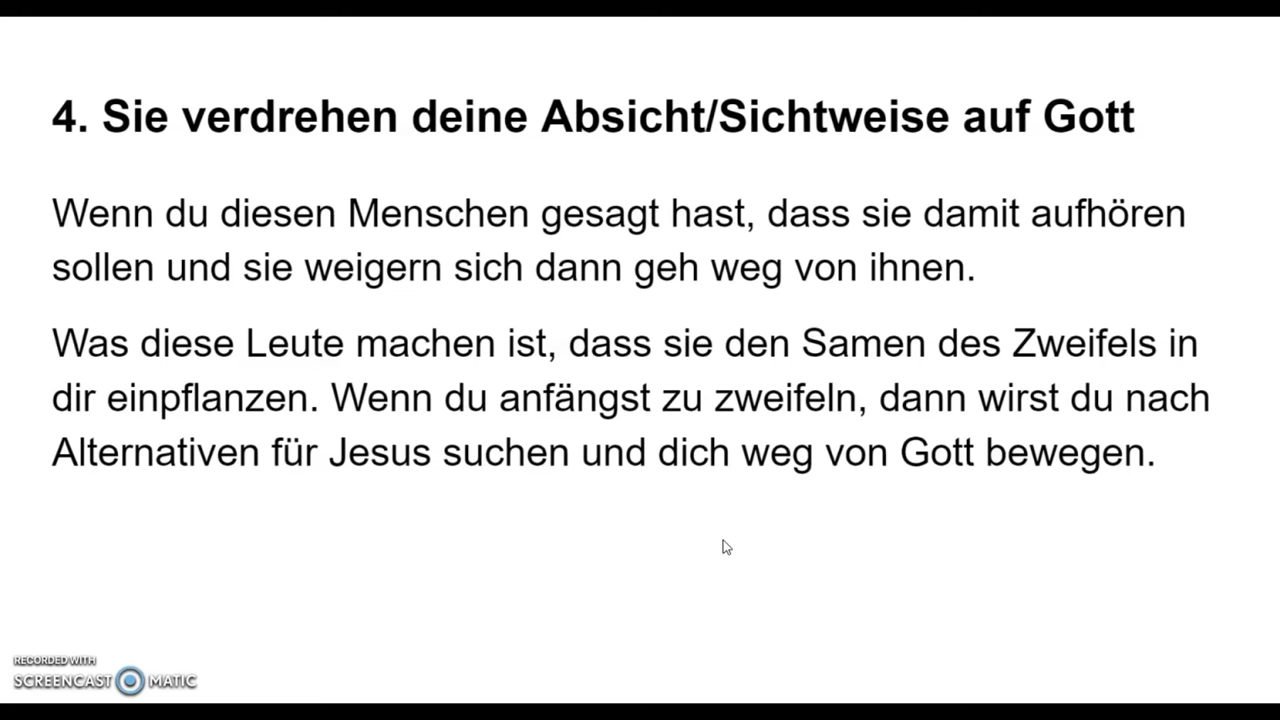 4. Sie verdrehen deine Absicht/Sichtweise auf Gott
Wenn du diesen Menschen gesagt hast, dass sie damit aufhören
sollen und sie weigern sich dann geh weg von ihnen.
Was diese Leute machen ist, dass sie den Samen des Zweifels in
dir einpflanzen. Wenn du anfängst zu zweifeln, dann wirst du nach
Alternativen für Jesus suchen und dich weg von Gott bewegen.
RECORDED WITH
SCREENCAST MATIC